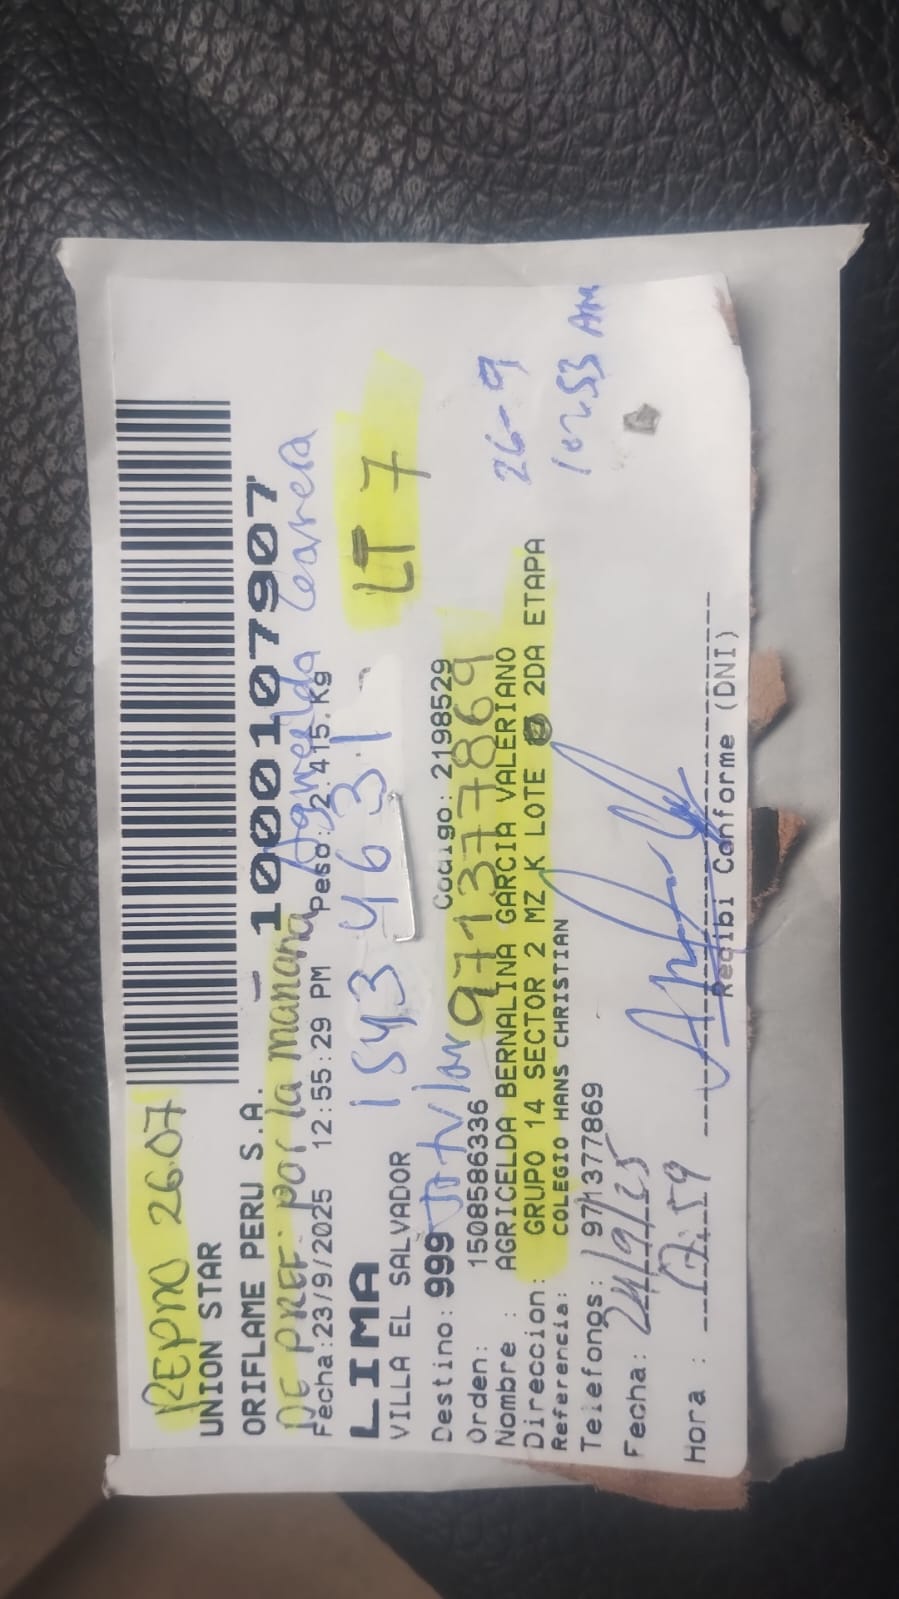 REPRO 26.07
UNION STAR
ORIFLAME PERU S.A. - 1000107907
DE PREF: por la mañana
Fecha:23/9/2025 12:55:29 PM Peso:2.415.Kg
LIMA 15434631
LT 7
VILLA EL SALVADOR
Destino: 999 Codigo: 2198529
971377869
Orden: 1508586336
Nombre : AGRICELDA BERNALINA GARCIA VALERIANO
26-9
Direccion: GRUPO 14 SECTOR 2 MZ K LOTE 2DA ETAPA
Referencia: COLEGIO HANS CHRISTIAN
10:53 AM
Telefonos: 971377869
Fecha: 24/9/25
Hora : 17:59
Recibi Conforme (DNI)